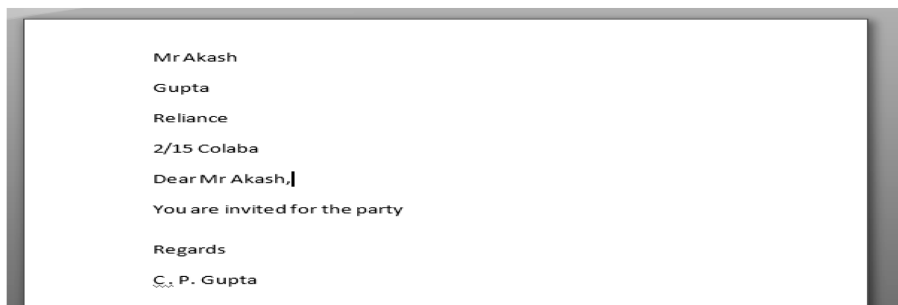 Mr Akash
Gupta
Reliance
2/15 Colaba
Dear Mr Akash,
You are invited for the party
Regards
C. P. Gupta